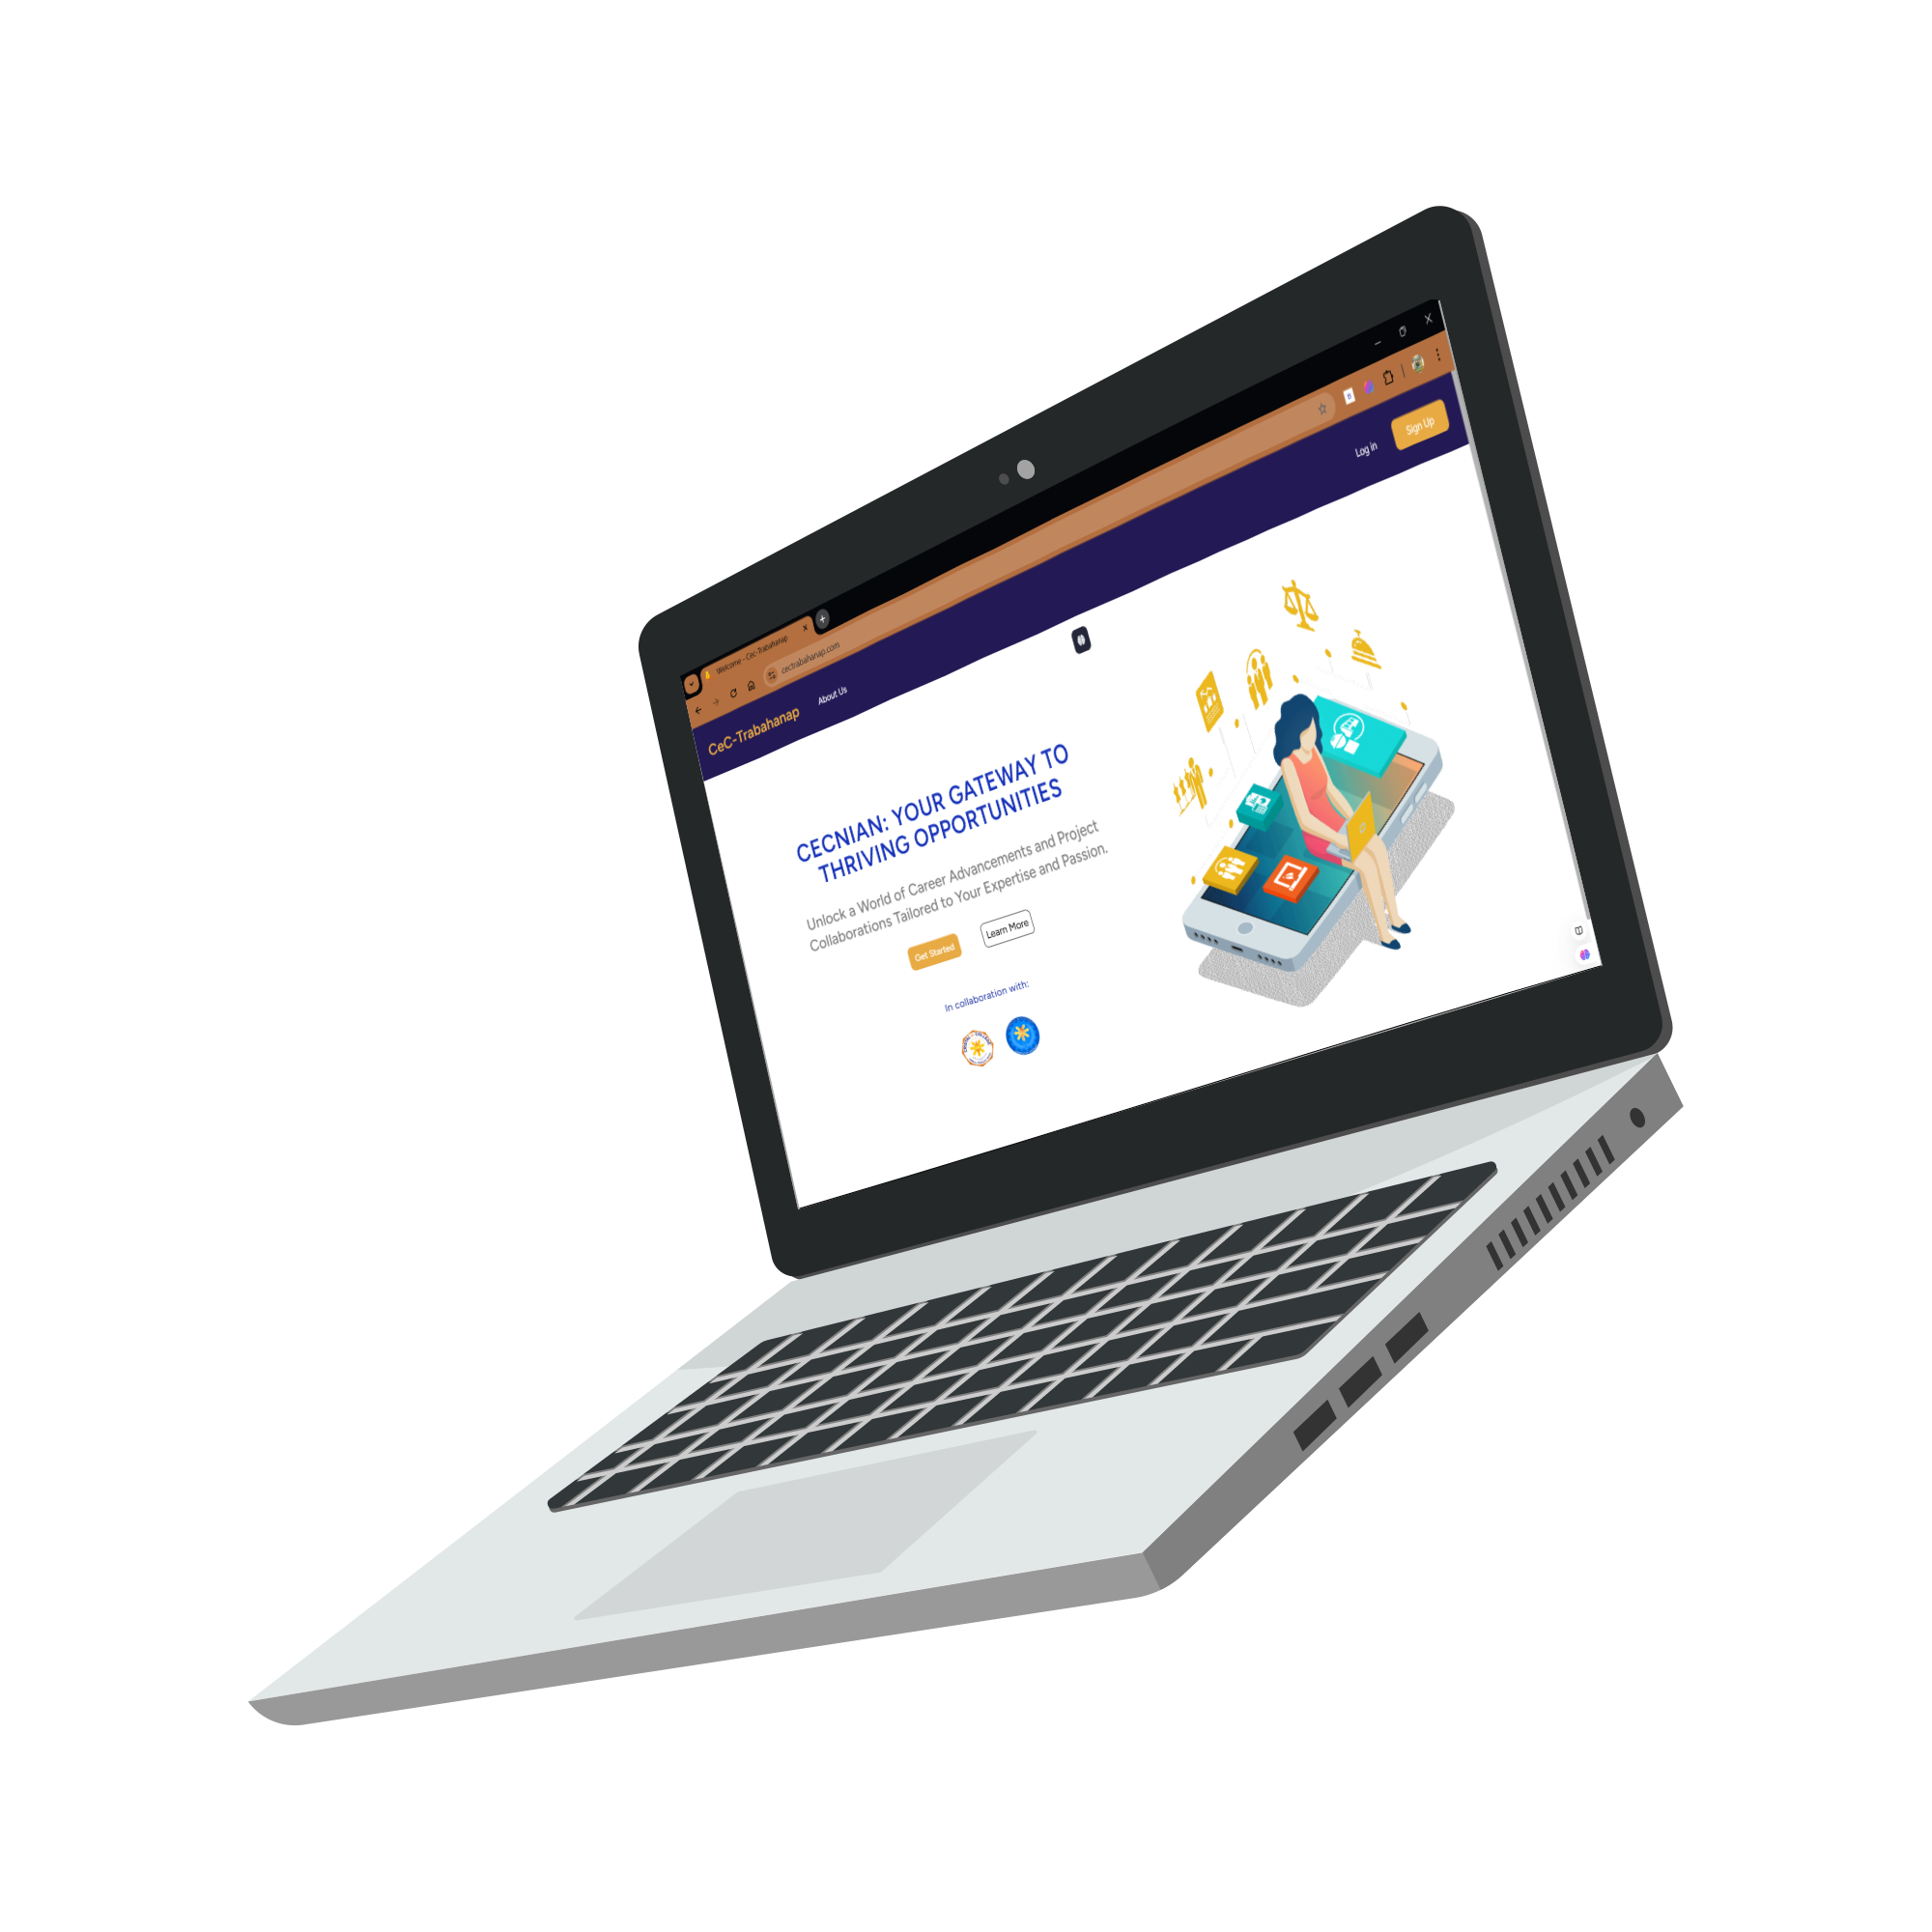 Welcome - Cec-Trabahanap
cectrabahanap.com
CeC-Trabahanap
About Us
Log in
Sign Up
CECNIAN: YOUR GATEWAY TO
THRIVING OPPORTUNITIES
Unlock a World of Career Advancements and Project
Collaborations Tailored to Your Expertise and Passion.
Get Started
Learn More
In collaboration with: